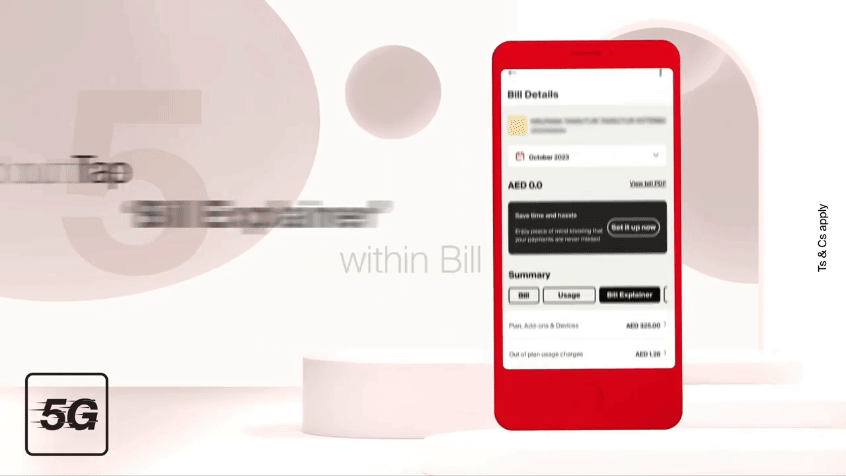 5
Tap
"Bill Explainer"
within Bill
Bill Details
October 2023
AED 0.0
View bill PDF
Save time and hassle
Enjoy peace of mind knowing that
your payments are never missed
Set it up now
Summary
Bill
Usage
Bill Explainer
Plan, Add-ons & Devices
AED 325.00
Out of plan usage charges
AED 1.26
Ts & Cs apply
5G